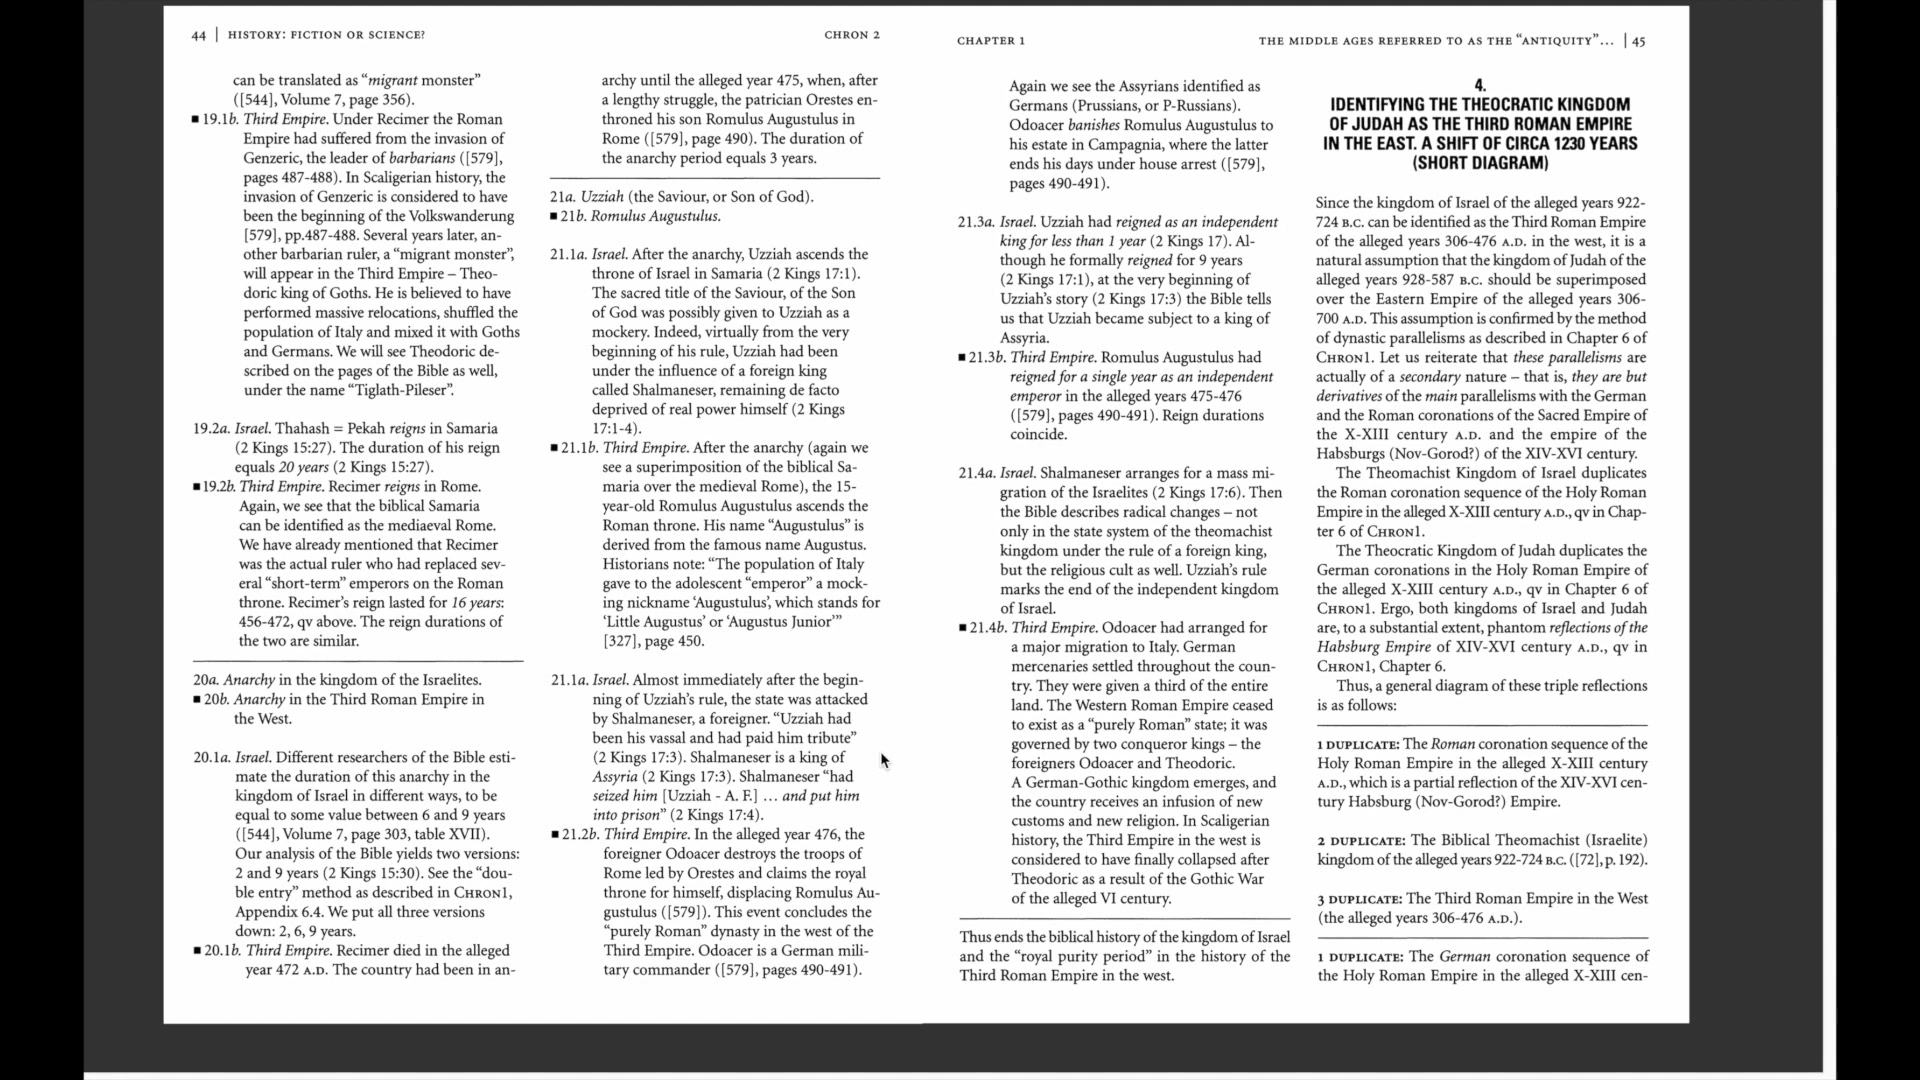 44 | HISTORY: FICTION OR SCIENCE?
CHRON 2
can be translated as “migrant monster”
([544], Volume 7, page 356).
■ 19.1b. Third Empire. Under Recimer the Roman
Empire had suffered from the invasion of
Genzeric, the leader of barbarians ([579],
pages 487-488). In Scaligerian history, the
invasion of Genzeric is considered to have
been the beginning of the Volkswanderung
[579], pp.487-488. Several years later, an-
other barbarian ruler, a “migrant monster”,
will appear in the Third Empire – Theo-
doric king of Goths. He is believed to have
performed massive relocations, shuffled the
population of Italy and mixed it with Goths
and Germans. We will see Theodoric de-
scribed on the pages of the Bible as well,
under the name “Tiglath-Pileser”.
19.2a. Israel. Thahash = Pekah reigns in Samaria
(2 Kings 15:27). The duration of his reign
equals 20 years (2 Kings 15:27).
■ 19.2b. Third Empire. Recimer reigns in Rome.
Again, we see that the biblical Samaria
can be identified as the mediaeval Rome.
We have already mentioned that Recimer
was the actual ruler who had replaced sev-
eral “short-term” emperors on the Roman
throne. Recimer’s reign lasted for 16 years:
456-472, qv above. The reign durations of
the two are similar.
20a. Anarchy in the kingdom of the Israelites.
■ 20b. Anarchy in the Third Roman Empire in
the West.
20.1a. Israel. Different researchers of the Bible esti-
mate the duration of this anarchy in the
kingdom of Israel in different ways, to be
equal to some value between 6 and 9 years
([544], Volume 7, page 303, table XVII).
Our analysis of the Bible yields two versions:
2 and 9 years (2 Kings 15:30). See the “dou-
ble entry” method as described in CHRON1,
Appendix 6.4. We put all three versions
down: 2, 6, 9 years.
■ 20.1b. Third Empire. Recimer died in the alleged
year 472 A.D. The country had been in an-
archy until the alleged year 475, when, after
a lengthy struggle, the patrician Orestes en-
throned his son Romulus Augustulus in
Rome ([579], page 490). The duration of
the anarchy period equals 3 years.
21a. Uzziah (the Saviour, or Son of God).
■ 21b. Romulus Augustulus.
21.1a. Israel. After the anarchy, Uzziah ascends the
throne of Israel in Samaria (2 Kings 17:1).
The sacred title of the Saviour, of the Son
of God was possibly given to Uzziah as a
mockery. Indeed, virtually from the very
beginning of his rule, Uzziah had been
under the influence of a foreign king
called Shalmaneser, remaining de facto
deprived of real power himself (2 Kings
17:1-4).
■ 21.1b. Third Empire. After the anarchy (again we
see a superimposition of the biblical Sa-
maria over the medieval Rome), the 15-
year-old Romulus Augustulus ascends the
Roman throne. His name “Augustulus” is
derived from the famous name Augustus.
Historians note: “The population of Italy
gave to the adolescent “emperor” a mock-
ing nickname ‘Augustulus’, which stands for
‘Little Augustus’ or ‘Augustus Junior’”
[327], page 450.
21.1a. Israel. Almost immediately after the begin-
ning of Uzziah’s rule, the state was attacked
by Shalmaneser, a foreigner. “Uzziah had
been his vassal and had paid him tribute”
(2 Kings 17:3). Shalmaneser is a king of
Assyria (2 Kings 17:3). Shalmaneser “had
seized him [Uzziah - A. F.] … and put him
into prison” (2 Kings 17:4).
■ 21.2b. Third Empire. In the alleged year 476, the
foreigner Odoacer destroys the troops of
Rome led by Orestes and claims the royal
throne for himself, displacing Romulus Au-
gustulus ([579]). This event concludes the
“purely Roman” dynasty in the west of the
Third Empire. Odoacer is a German mili-
tary commander ([579], pages 490-491).
CHAPTER 1
THE MIDDLE AGES REFERRED TO AS THE “ANTIQUITY”… | 45
Again we see the Assyrians identified as
Germans (Prussians, or P-Russians).
Odoacer banishes Romulus Augustulus to
his estate in Campagnia, where the latter
ends his days under house arrest ([579],
pages 490-491).
21.3a. Israel. Uzziah had reigned as an independent
king for less than 1 year (2 Kings 17). Al-
though he formally reigned for 9 years
(2 Kings 17:1), at the very beginning of
Uzziah’s story (2 Kings 17:3) the Bible tells
us that Uzziah became subject to a king of
Assyria.
■ 21.3b. Third Empire. Romulus Augustulus had
reigned for a single year as an independent
emperor in the alleged years 475-476
([579], pages 490-491). Reign durations
coincide.
21.4a. Israel. Shalmaneser arranges for a mass mi-
gration of the Israelites (2 Kings 17:6). Then
the Bible describes radical changes – not
only in the state system of the theomachist
kingdom under the rule of a foreign king,
but the religious cult as well. Uzziah’s rule
marks the end of the independent kingdom
of Israel.
■ 21.4b. Third Empire. Odoacer had arranged for
a major migration to Italy. German
mercenaries settled throughout the coun-
try. They were given a third of the entire
land. The Western Roman Empire ceased
to exist as a “purely Roman” state; it was
governed by two conqueror kings – the
foreigners Odoacer and Theodoric.
A German-Gothic kingdom emerges, and
the country receives an infusion of new
customs and new religion. In Scaligerian
history, the Third Empire in the west is
considered to have finally collapsed after
Theodoric as a result of the Gothic War
of the alleged VI century.
Thus ends the biblical history of the kingdom of Israel
and the “royal purity period” in the history of the
Third Roman Empire in the west.
4.
IDENTIFYING THE THEOCRATIC KINGDOM
OF JUDAH AS THE THIRD ROMAN EMPIRE
IN THE EAST. A SHIFT OF CIRCA 1230 YEARS
(SHORT DIAGRAM)
Since the kingdom of Israel of the alleged years 922-
724 B.C. can be identified as the Third Roman Empire
of the alleged years 306-476 A.D. in the west, it is a
natural assumption that the kingdom of Judah of the
alleged years 928-587 B.C. should be superimposed
over the Eastern Empire of the alleged years 306-
700 A.D. This assumption is confirmed by the method
of dynastic parallelisms as described in Chapter 6 of
CHRON1. Let us reiterate that these parallelisms are
actually of a secondary nature – that is, they are but
derivatives of the main parallelisms with the German
and the Roman coronations of the Sacred Empire of
the X-XIII century A.D. and the empire of the
Habsburgs (Nov-Gorod?) of the XIV-XVI century.
The Theomachist Kingdom of Israel duplicates
the Roman coronation sequence of the Holy Roman
Empire in the alleged X-XIII century A.D., qv in Chap-
ter 6 of CHRON1.
The Theocratic Kingdom of Judah duplicates the
German coronations in the Holy Roman Empire of
the alleged X-XIII century A.D., qv in Chapter 6 of
CHRON1. Ergo, both kingdoms of Israel and Judah
are, to a substantial extent, phantom reflections of the
Habsburg Empire of XIV-XVI century A.D., qv in
CHRON1, Chapter 6.
Thus, a general diagram of these triple reflections
is as follows:
1 DUPLICATE: The Roman coronation sequence of the
Holy Roman Empire in the alleged X-XIII century
A.D., which is a partial reflection of the XIV-XVI cen-
tury Habsburg (Nov-Gorod?) Empire.
2 DUPLICATE: The Biblical Theomachist (Israelite)
kingdom of the alleged years 922-724 B.C. ([72], p. 192).
3 DUPLICATE: The Third Roman Empire in the West
(the alleged years 306-476 A.D.).
1 DUPLICATE: The German coronation sequence of
the Holy Roman Empire in the alleged X-XIII cen-